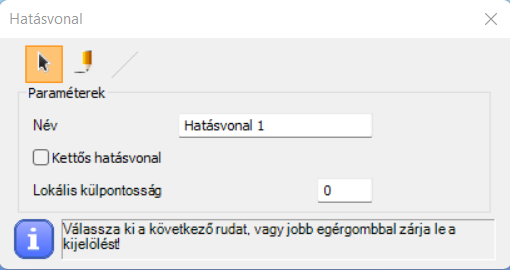 Hatásvonal
Paraméterek
Név
Hatásvonal 1
Kettős hatásvonal
Lokális külpontosság
0
Válassza ki a következő rudat, vagy jobb egérgombbal zárja le a
kijelölést!